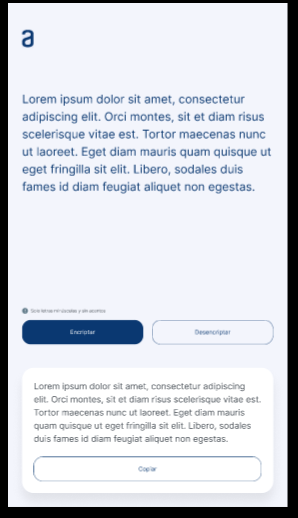 a
Lorem ipsum dolor sit amet, consectetur
adipiscing elit. Orci montes, sit et diam risus
scelerisque vitae est. Tortor maecenas nunc
ut laoreet. Eget diam mauris quam quisque ut
eget fringilla sit elit. Libero, sodales duis
fames id diam feugiat aliquet non egestas.
Solo letras minúsculas y sin acentos
Encriptar
Desencriptar
Lorem ipsum dolor sit amet, consectetur adipiscing
elit. Orci montes, sit et diam risus scelerisque vitae est.
Tortor maecenas nunc ut laoreet. Eget diam mauris
quam quisque ut eget fringilla sit elit. Libero, sodales
duis fames id diam feugiat aliquet non egestas.
Copiar